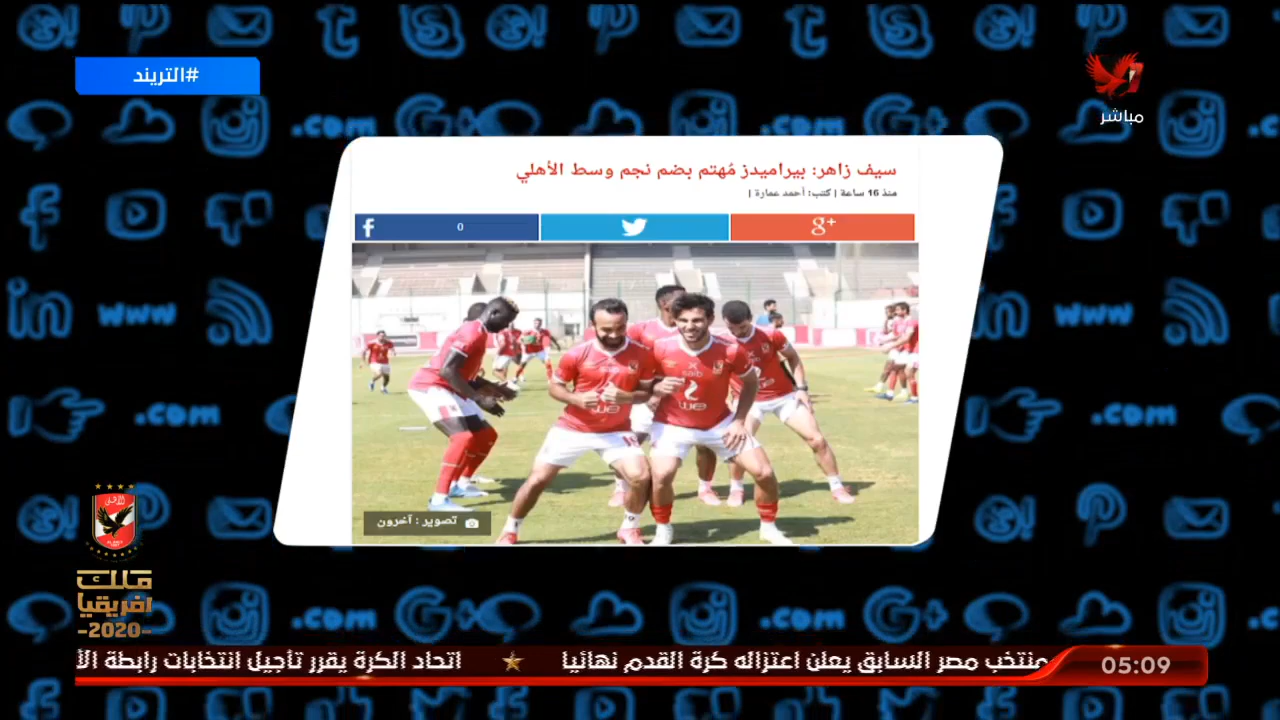 #التريند
مباشر
سيف زاهر: بيراميدز مُهتم بضم نجم وسط الأهلي
منذ 16 ساعة | كتب: أحمد عمارة |
0
تصوير : آخرون
ملك
افريقيا
-2020-
منتخب مصر السابق يعلن اعتزاله كرة القدم نهائيا
اتحاد الكرة يقرر تأجيل انتخابات رابطة الأ
05:09